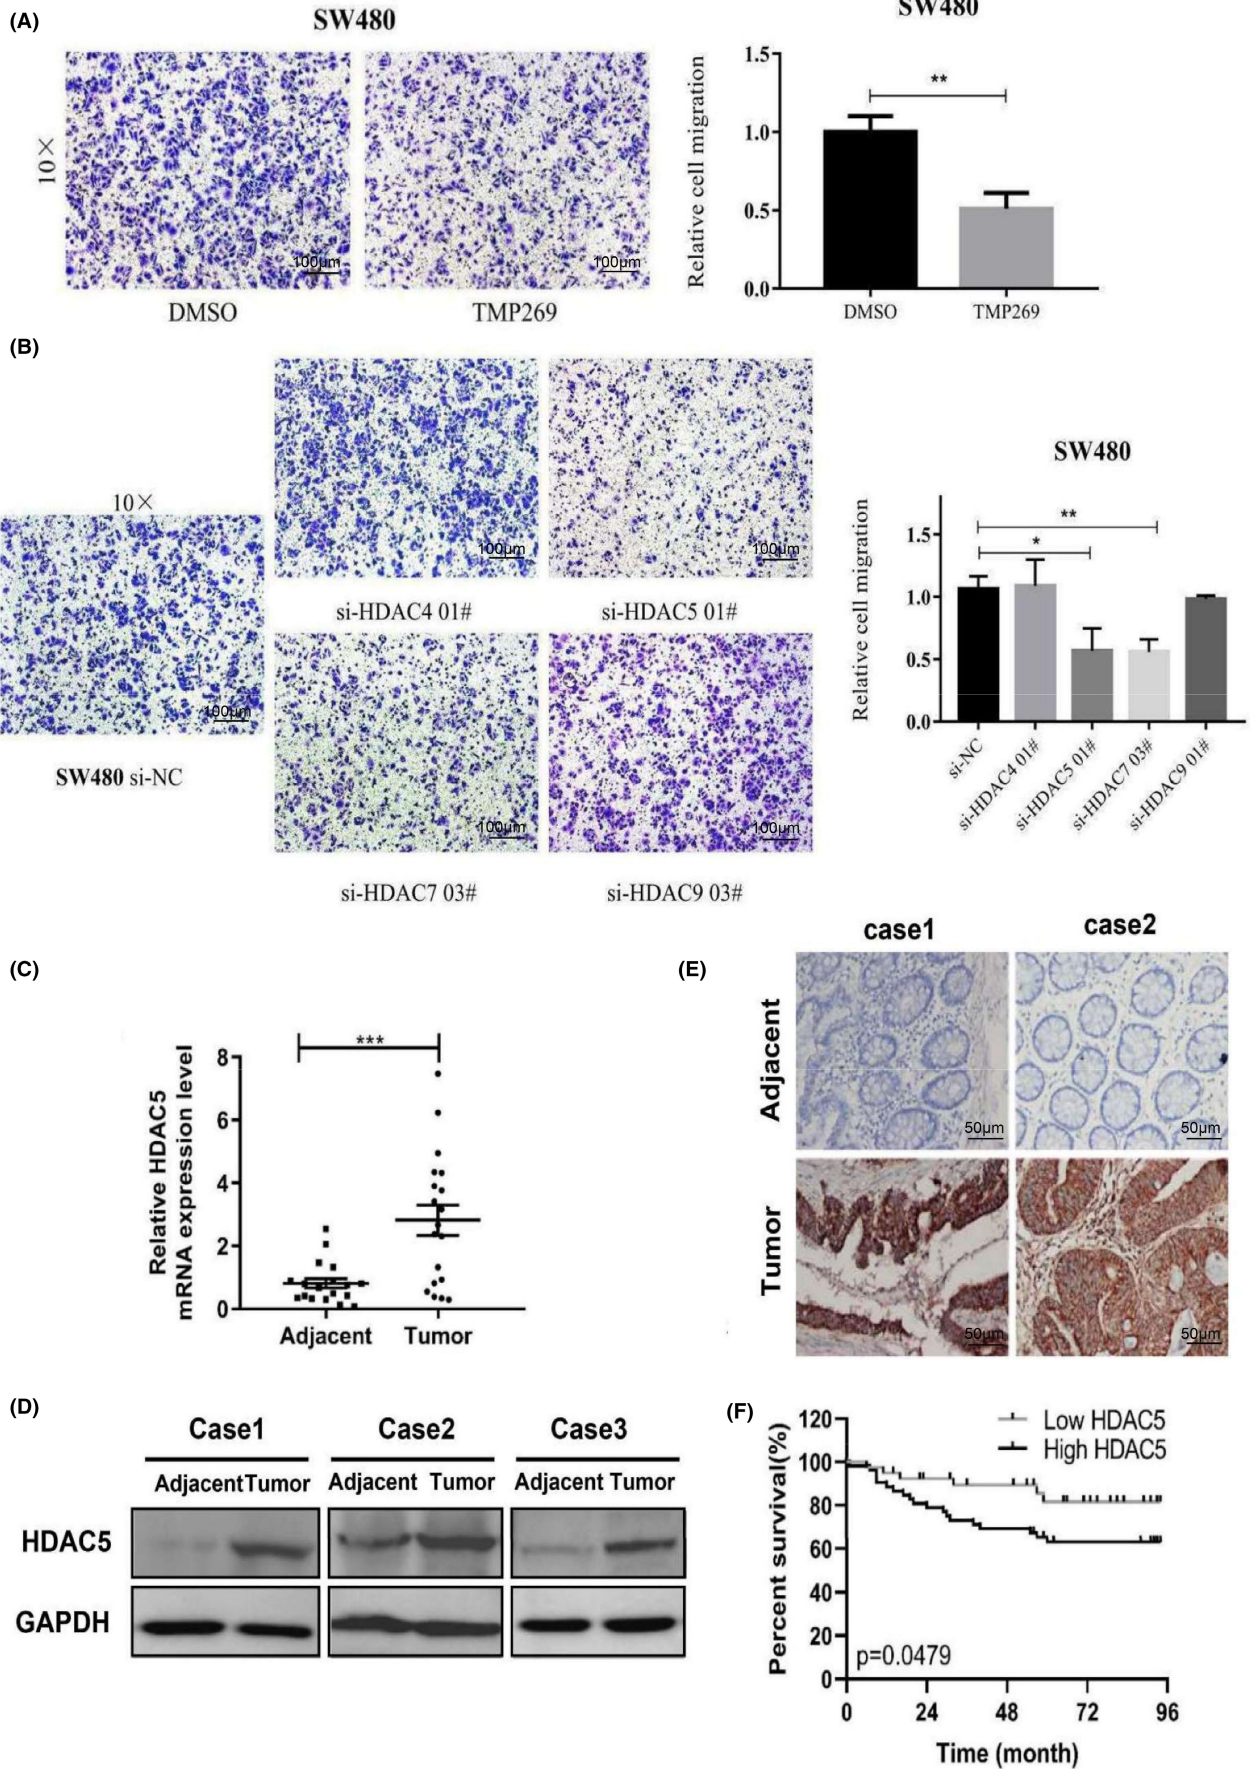 (A)
SW480
10×
100µm
100µm
DMSO
TMP269
SW480
Relative cell migration
1.5
1.0
0.5
0.0
**
DMSO
TMP269
(B)
10×
100µm
SW480 si-NC
100µm
si-HDAC4 01#
100µm
si-HDAC5 01#
100µm
si-HDAC7 03#
100µm
si-HDAC9 03#
SW480
Relative cell migration
1.5
1.0
0.5
0.0
**
*
si-NC
si-HDAC4 01#
si-HDAC5 01#
si-HDAC7 03#
si-HDAC9 01#
(C)
Relative HDAC5
mRNA expression level
8
6
4
2
0
***
Adjacent
Tumor
(E)
case1
case2
Adjacent
50µm
50µm
Tumor
50µm
50µm
(D)
Case1
Case2
Case3
Adjacent Tumor
Adjacent Tumor
Adjacent Tumor
HDAC5
GAPDH
(F)
Percent survival(%)
120
100
80
60
40
20
0
Low HDAC5
High HDAC5
p=0.0479
0
24
48
72
96
Time (month)